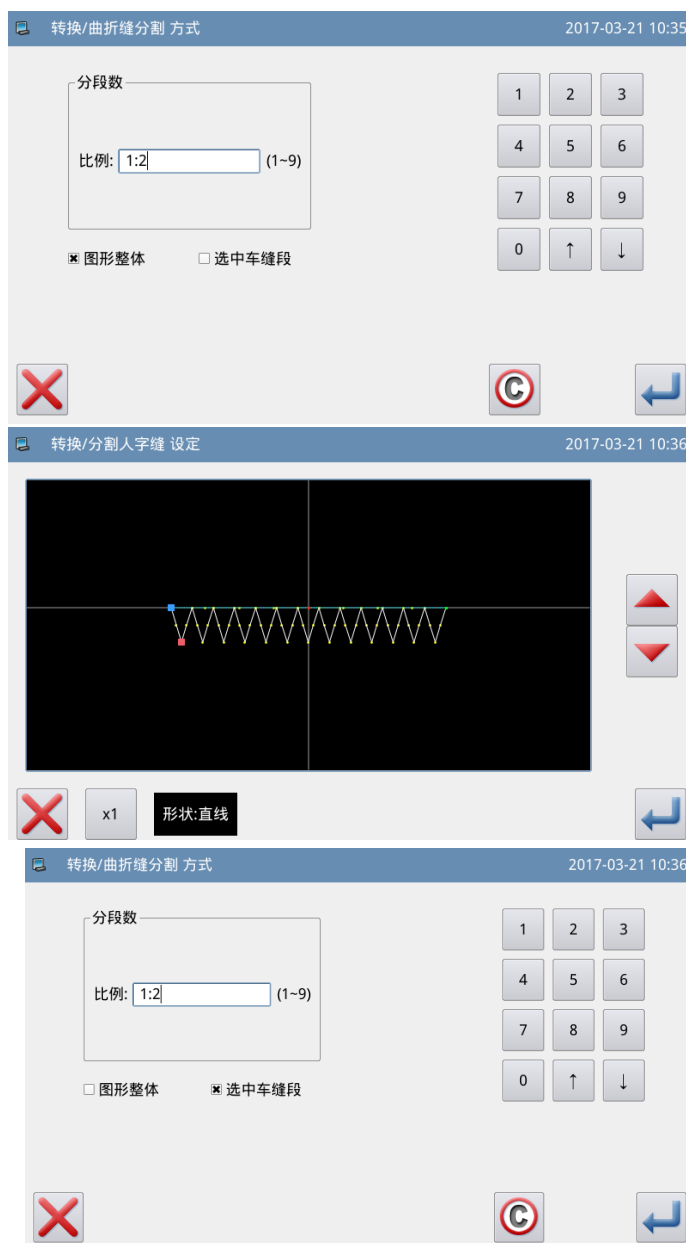 转换/曲折缝分割 方式 2017-03-21 10:35
分段数
比例: 1:2 (1~9)
图形整体 选中车缝段
1 2 3
4 5 6
7 8 9
0 ↑ ↓
C
转换/分割人字缝 设定 2017-03-21 10:36
x1 形状:直线
转换/曲折缝分割 方式 2017-03-21 10:36
分段数
比例: 1:2 (1~9)
图形整体 选中车缝段
1 2 3
4 5 6
7 8 9
0 ↑ ↓
C